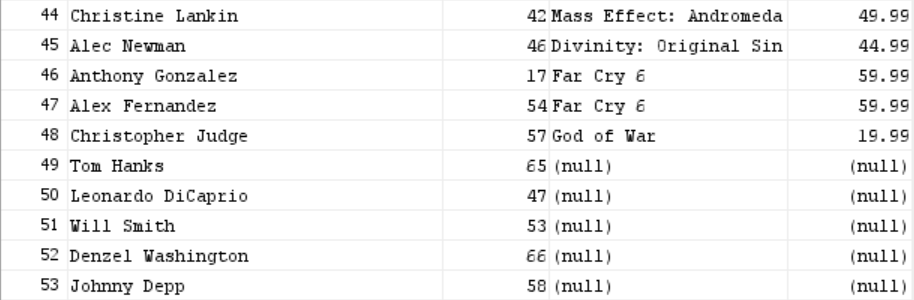 44 Christine Lankin 42 Mass Effect: Andromeda 49.99
45 Alec Newman 46 Divinity: Original Sin 44.99
46 Anthony Gonzalez 17 Far Cry 6 59.99
47 Alex Fernandez 54 Far Cry 6 59.99
48 Christopher Judge 57 God of War 19.99
49 Tom Hanks 65 (null) (null)
50 Leonardo DiCaprio 47 (null) (null)
51 Will Smith 53 (null) (null)
52 Denzel Washington 66 (null) (null)
53 Johnny Depp 58 (null) (null)